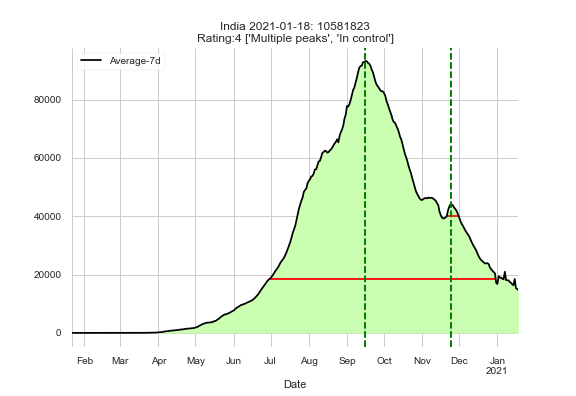 India 2021-01-18: 10581823
Rating:4 ['Multiple peaks', 'In control']
Average-7d
80000
60000
40000
20000
0
Feb Mar Apr May Jun Jul Aug Sep Oct Nov Dec Jan
2021
Date